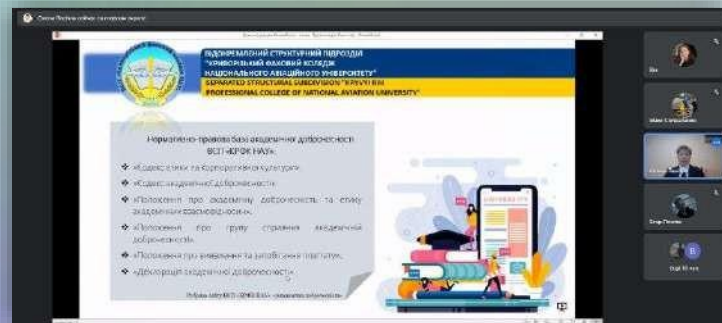 ВІДОКРЕМЛЕНИЙ СТРУКТУРНИЙ ПІДРОЗДІЛ
"КРИВОРІЗЬКИЙ ФАХОВИЙ КОЛЕДЖ
НАЦІОНАЛЬНОГО АВІАЦІЙНОГО УНІВЕРСИТЕТУ"
SEPARATED STRUCTURAL SUBDIVISION "KRYVYI RIH
PROFESSIONAL COLLEGE OF NATIONAL AVIATION UNIVERSITY"
Нормативно-правова база академічної доброчесності
ВСП «КРФК НАУ»:
«Кодекс етики та корпоративної культури»
«Кодекс академічної доброчесності»
«Положення про академічну доброчесність та етику
академічних взаємовідносин»
«Положення про групу сприяння академічній
доброчесності»
«Положення про виявлення та запобігання плагіату»
«Декларація академічної доброчесності»